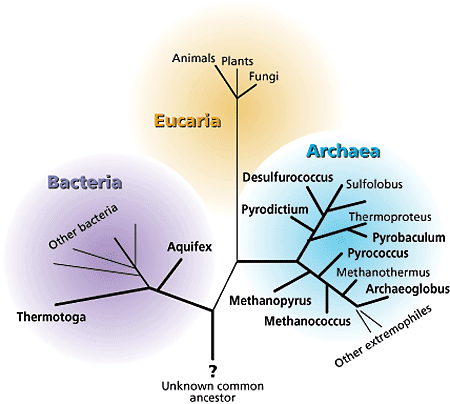 Animals
Plants
Fungi
Eucaria
Archaea
Bacteria
Desulfurococcus
Sulfolobus
Pyrodictium
Thermoproteus
Pyrobaculum
Pyrococcus
Methanothermus
Archaeoglobus
Methanopyrus
Methanococcus
Other extremophiles
Other bacteria
Aquifex
Thermotoga
?
Unknown common
ancestor